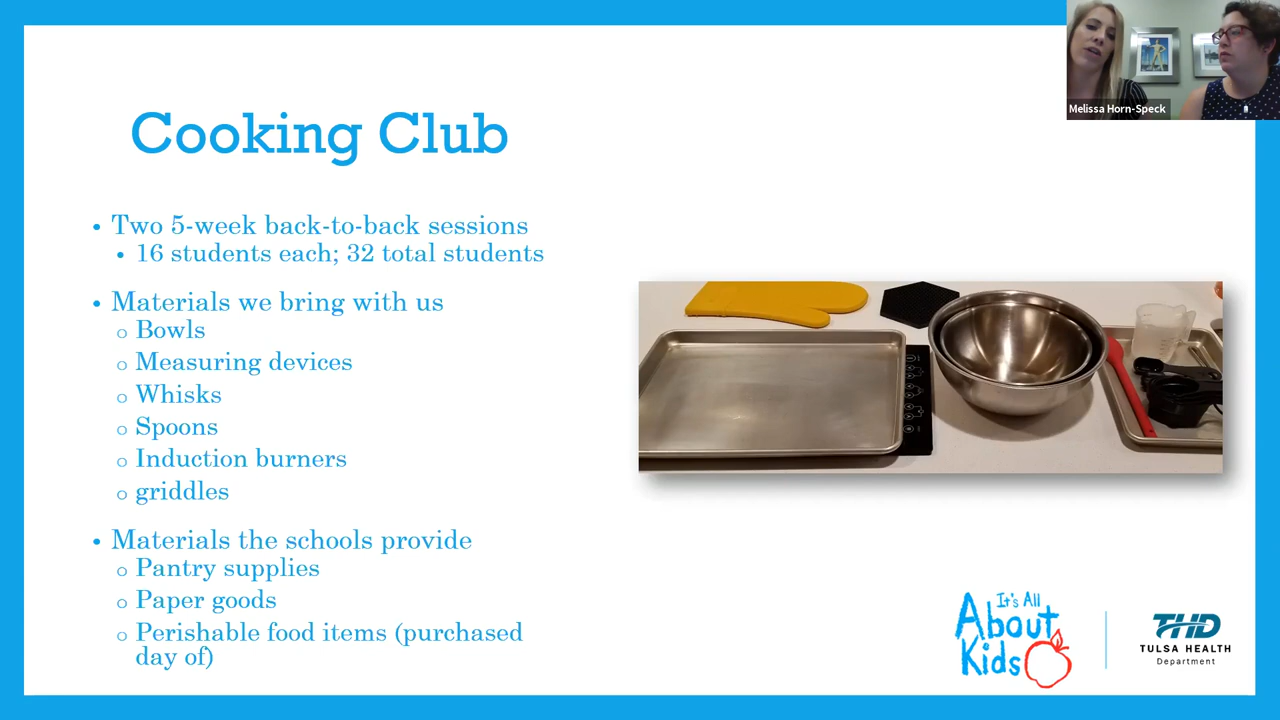 Melissa Horn-Speck
Cooking Club
• Two 5-week back-to-back sessions
• 16 students each; 32 total students
• Materials we bring with us
o Bowls
o Measuring devices
o Whisks
o Spoons
o Induction burners
o griddles
• Materials the schools provide
o Pantry supplies
o Paper goods
o Perishable food items (purchased
day of)
It's All
About
Kids
THD
TULSA HEALTH
Department